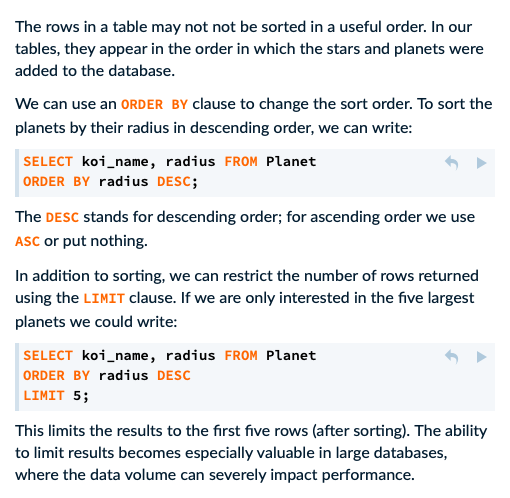 The rows in a table may not not be sorted in a useful order. In our
tables, they appear in the order in which the stars and planets were
added to the database.
We can use an ORDER BY clause to change the sort order. To sort the
planets by their radius in descending order, we can write:
SELECT koi_name, radius FROM Planet
ORDER BY radius DESC;
The DESC stands for descending order; for ascending order we use
ASC or put nothing.
In addition to sorting, we can restrict the number of rows returned
using the LIMIT clause. If we are only interested in the five largest
planets we could write:
SELECT koi_name, radius FROM Planet
ORDER BY radius DESC
LIMIT 5;
This limits the results to the first five rows (after sorting). The ability
to limit results becomes especially valuable in large databases,
where the data volume can severely impact performance.